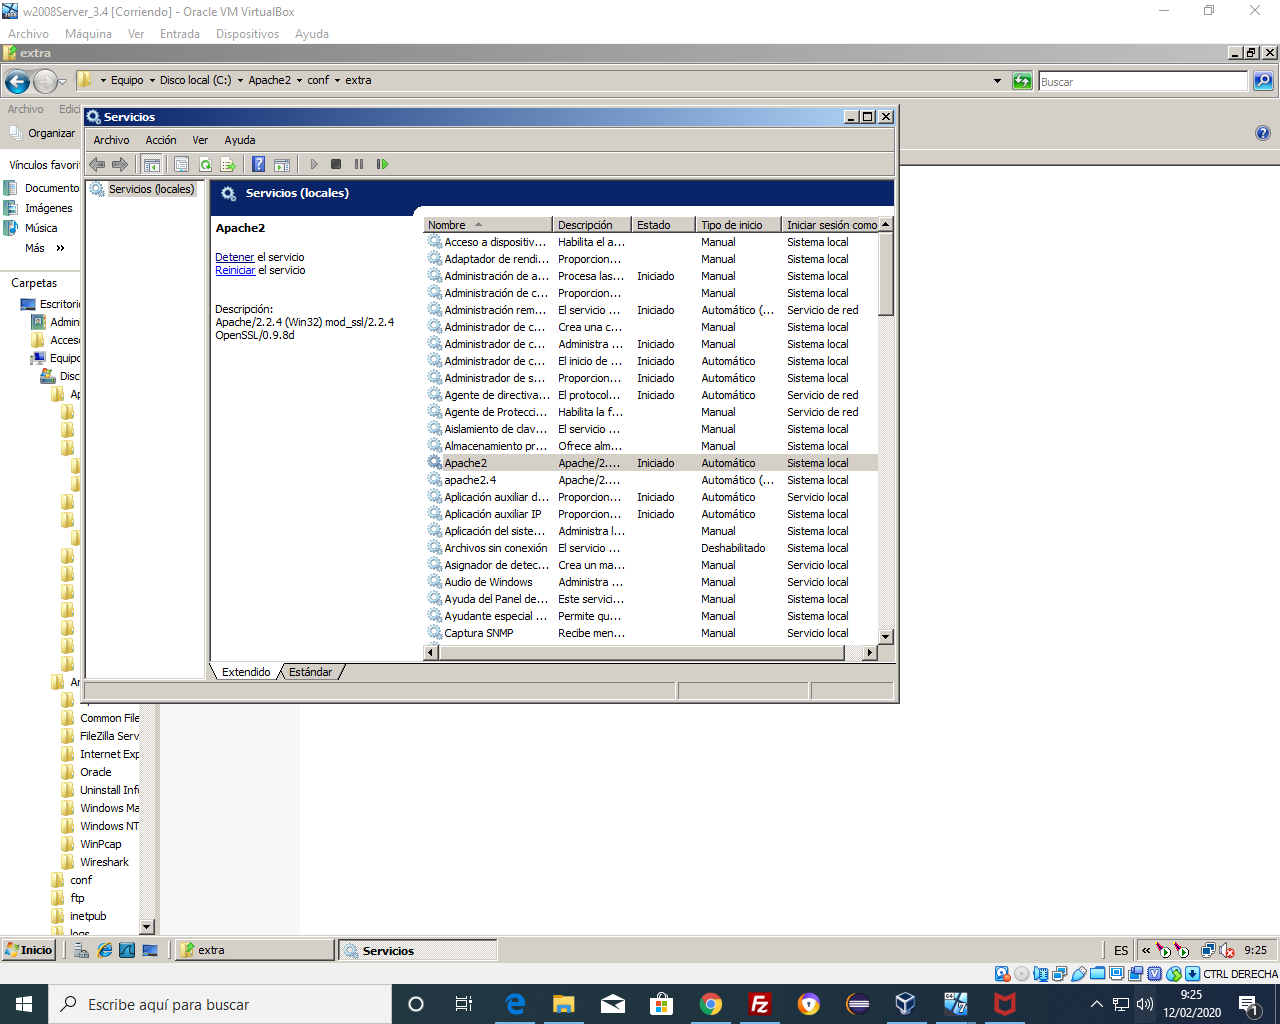 w2008Server_3.4 [Corriendo] - Oracle VM VirtualBox
Archivo Máquina Ver Entrada Dispositivos Ayuda
extra
Equipo Disco local (C:) Apache2 conf extra
Buscar
Archivo Edici
Organizar
Servicios
Archivo Acción Ver Ayuda
Vínculos favorit
Documento
Imágenes
Música
Más »
Carpetas
Escritorio
Admin
Acceso
Equipo
Disc
Ap
Ar
Common File
FileZilla Serv
Internet Exp
Oracle
Uninstall Info
Windows Ma
Windows NT
WinPcap
Wireshark
conf
ftp
inetpub
logs
Servicios (locales)
Servicios (locales)
Apache2
Detener el servicio
Reiniciar el servicio
Descripción:
Apache/2.2.4 (Win32) mod_ssl/2.2.4
OpenSSL/0.9.8d
Nombre Descripción Estado Tipo de inicio Iniciar sesión como
Acceso a dispositiv... Habilita el a... Manual Sistema local
Adaptador de rendi... Proporcion... Manual Sistema local
Administración de a... Procesa las... Iniciado Manual Sistema local
Administración de c... Proporcion... Manual Sistema local
Administración rem... El servicio ... Iniciado Automático (... Servicio de red
Administrador de c... Crea una c... Manual Sistema local
Administrador de c... Administra ... Iniciado Manual Sistema local
Administrador de c... El inicio de ... Iniciado Automático Sistema local
Administrador de s... Proporcion... Iniciado Automático Sistema local
Agente de directiva... El protocol... Iniciado Automático Servicio de red
Agente de Protecci... Habilita la f... Manual Servicio de red
Aislamiento de clav... El servicio ... Manual Sistema local
Almacenamiento pr... Ofrece alm... Manual Sistema local
Apache2 Apache/2.... Iniciado Automático Sistema local
apache2.4 Apache/2.... Automático (... Sistema local
Aplicación auxiliar d... Proporcion... Iniciado Automático Servicio local
Aplicación auxiliar IP Proporcion... Iniciado Automático Sistema local
Aplicación del siste... Administra l... Manual Sistema local
Archivos sin conexión El servicio ... Deshabilitado Sistema local
Asignador de detec... Crea un ma... Manual Servicio local
Audio de Windows Administra ... Manual Servicio local
Ayuda del Panel de... Este servici... Manual Sistema local
Ayudante especial ... Permite qu... Manual Sistema local
Captura SNMP Recibe men... Manual Servicio local
Extendido Estándar
Inicio extra Servicios ES « 9:25
CTRL DERECHA
Escribe aquí para buscar
9:25
12/02/2020
1